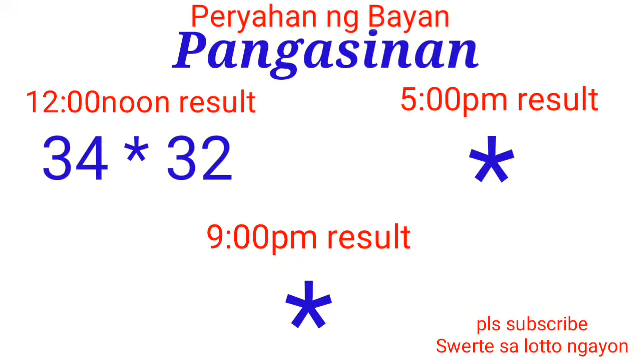 Peryahan ng Bayan
Pangasinan
12:00noon result
34 * 32
5:00pm result
*
9:00pm result
*
pls subscribe
Swerte sa lotto ngayon